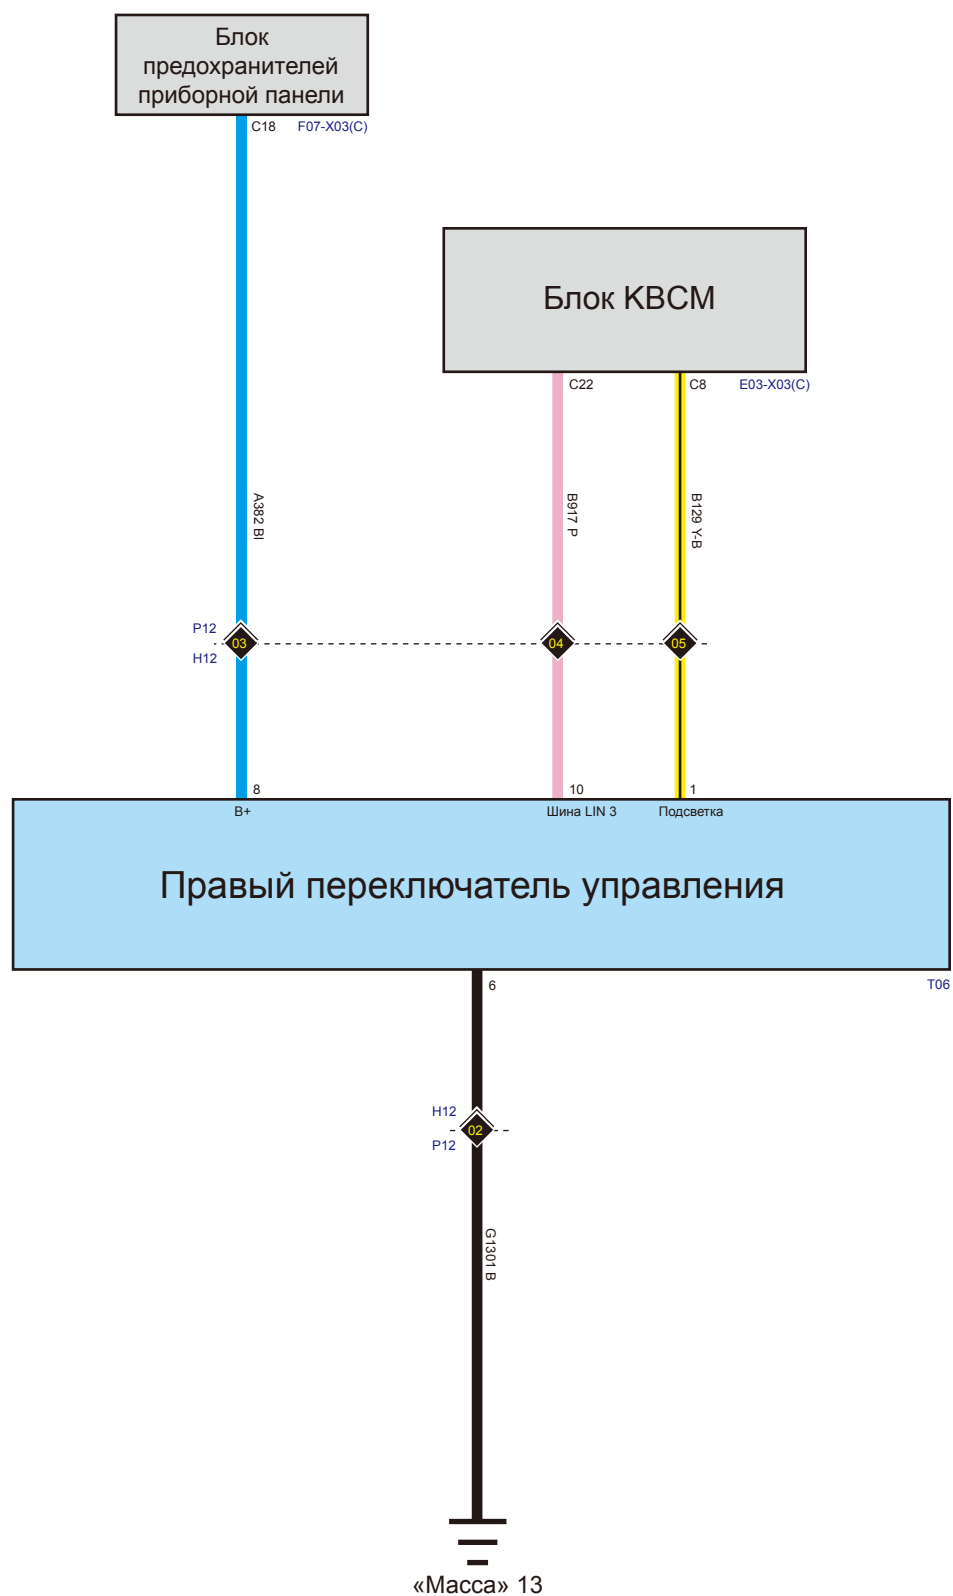 Блок
предохранителей
приборной панели
C18 F07-X03(C)
Блок KBCM
C22 C8 E03-X03(C)
A382 Bl
B917 P
B129 Y-B
P12
03 04 05
H12
8 10 1
B+ Шина LIN 3 Подсветка
Правый переключатель управления
6 T06
H12
02
P12
G1301 B
«Масса» 13